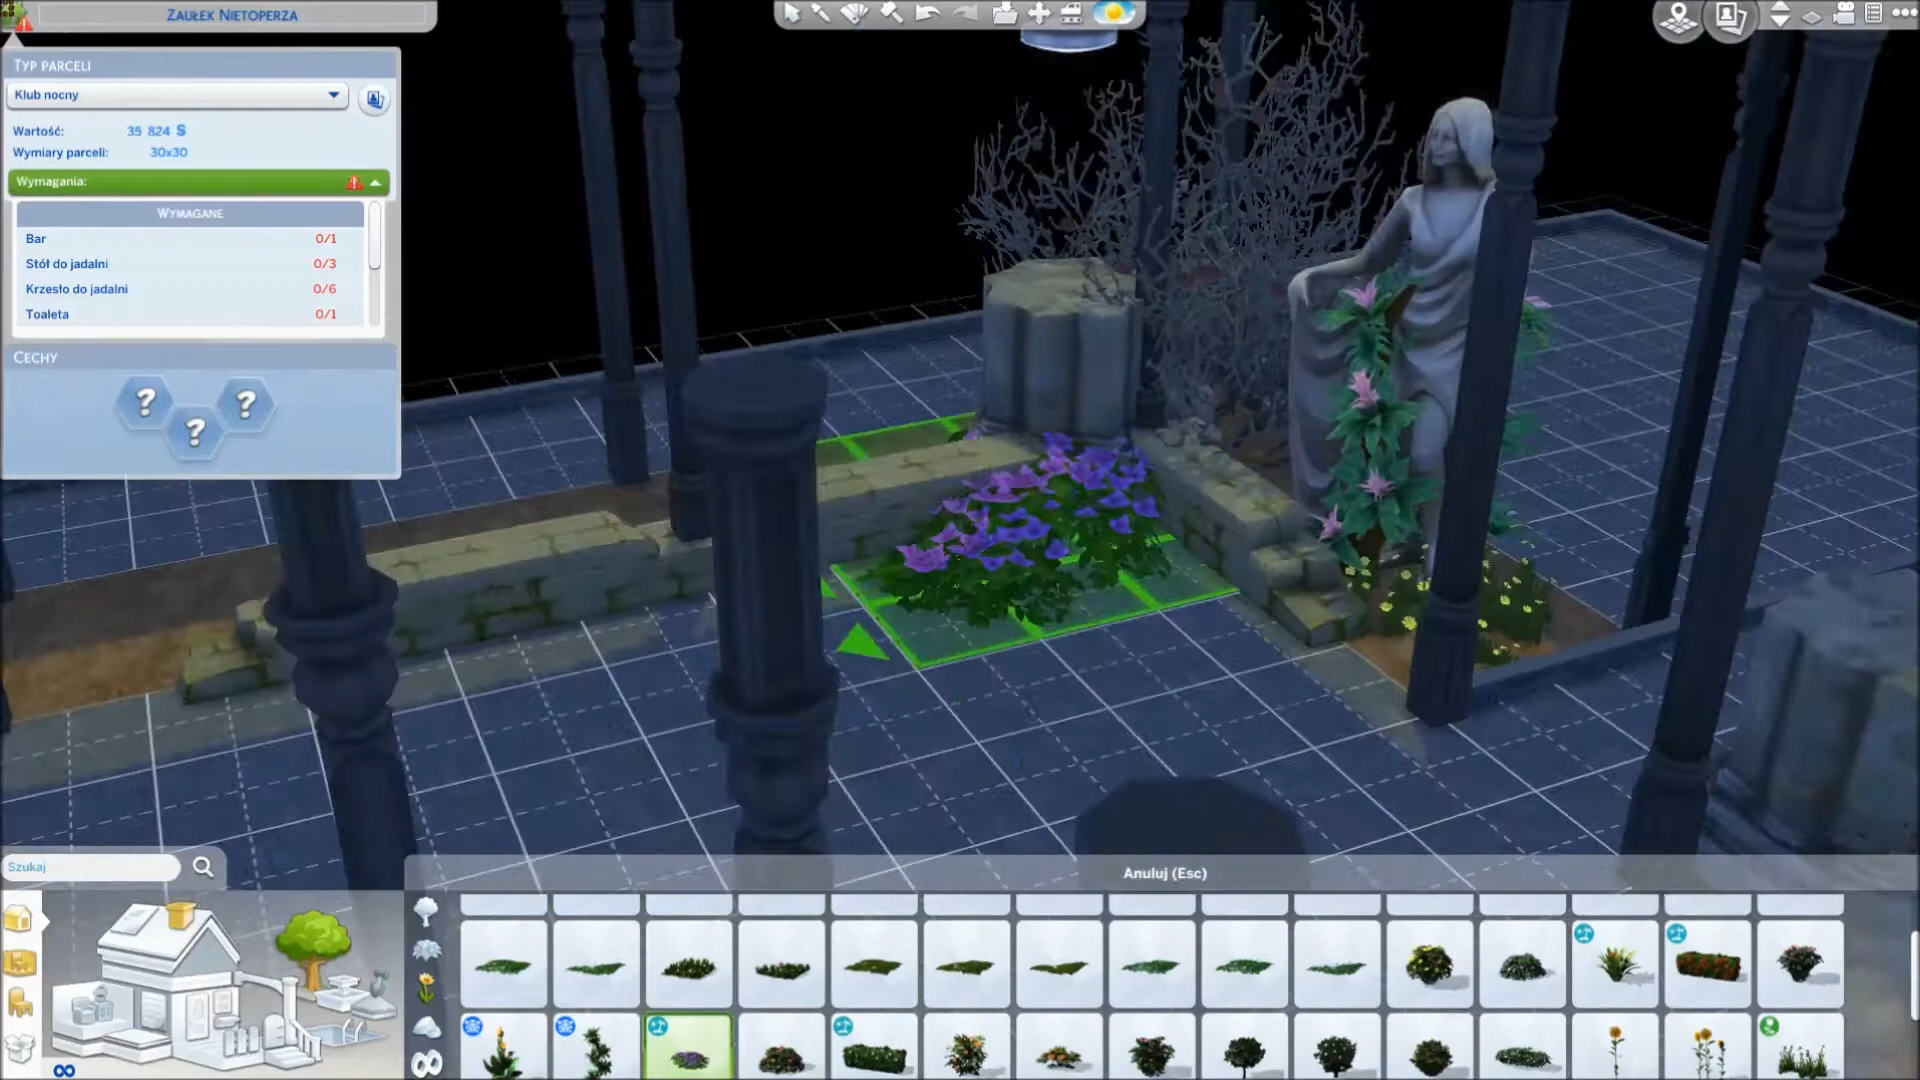 Zaułek Nietoperza
Typ parceli
Klub nocny
Wartość: 35 824 $
Wymiary parceli: 30x30
Wymagania:
Wymagane
Bar 0/1
Stół do jadalni 0/3
Krzesło do jadalni 0/6
Toaleta 0/1
Cechy
? ? ?
Szukaj
Anuluj (Esc)